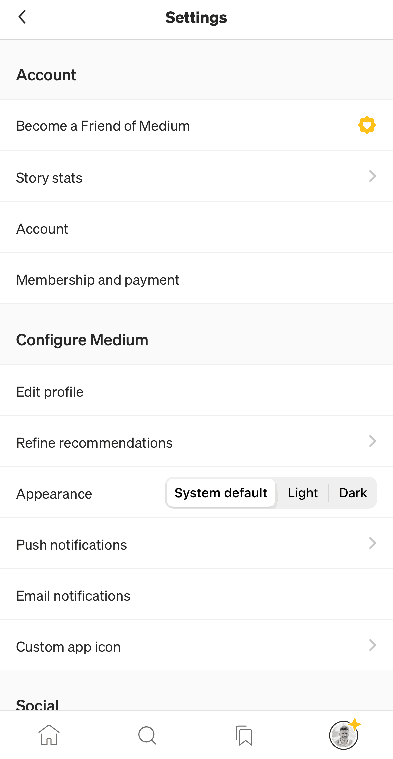 Settings
Account
Become a Friend of Medium
Story stats
Account
Membership and payment
Configure Medium
Edit profile
Refine recommendations
Appearance System default Light Dark
Push notifications
Email notifications
Custom app icon
Social